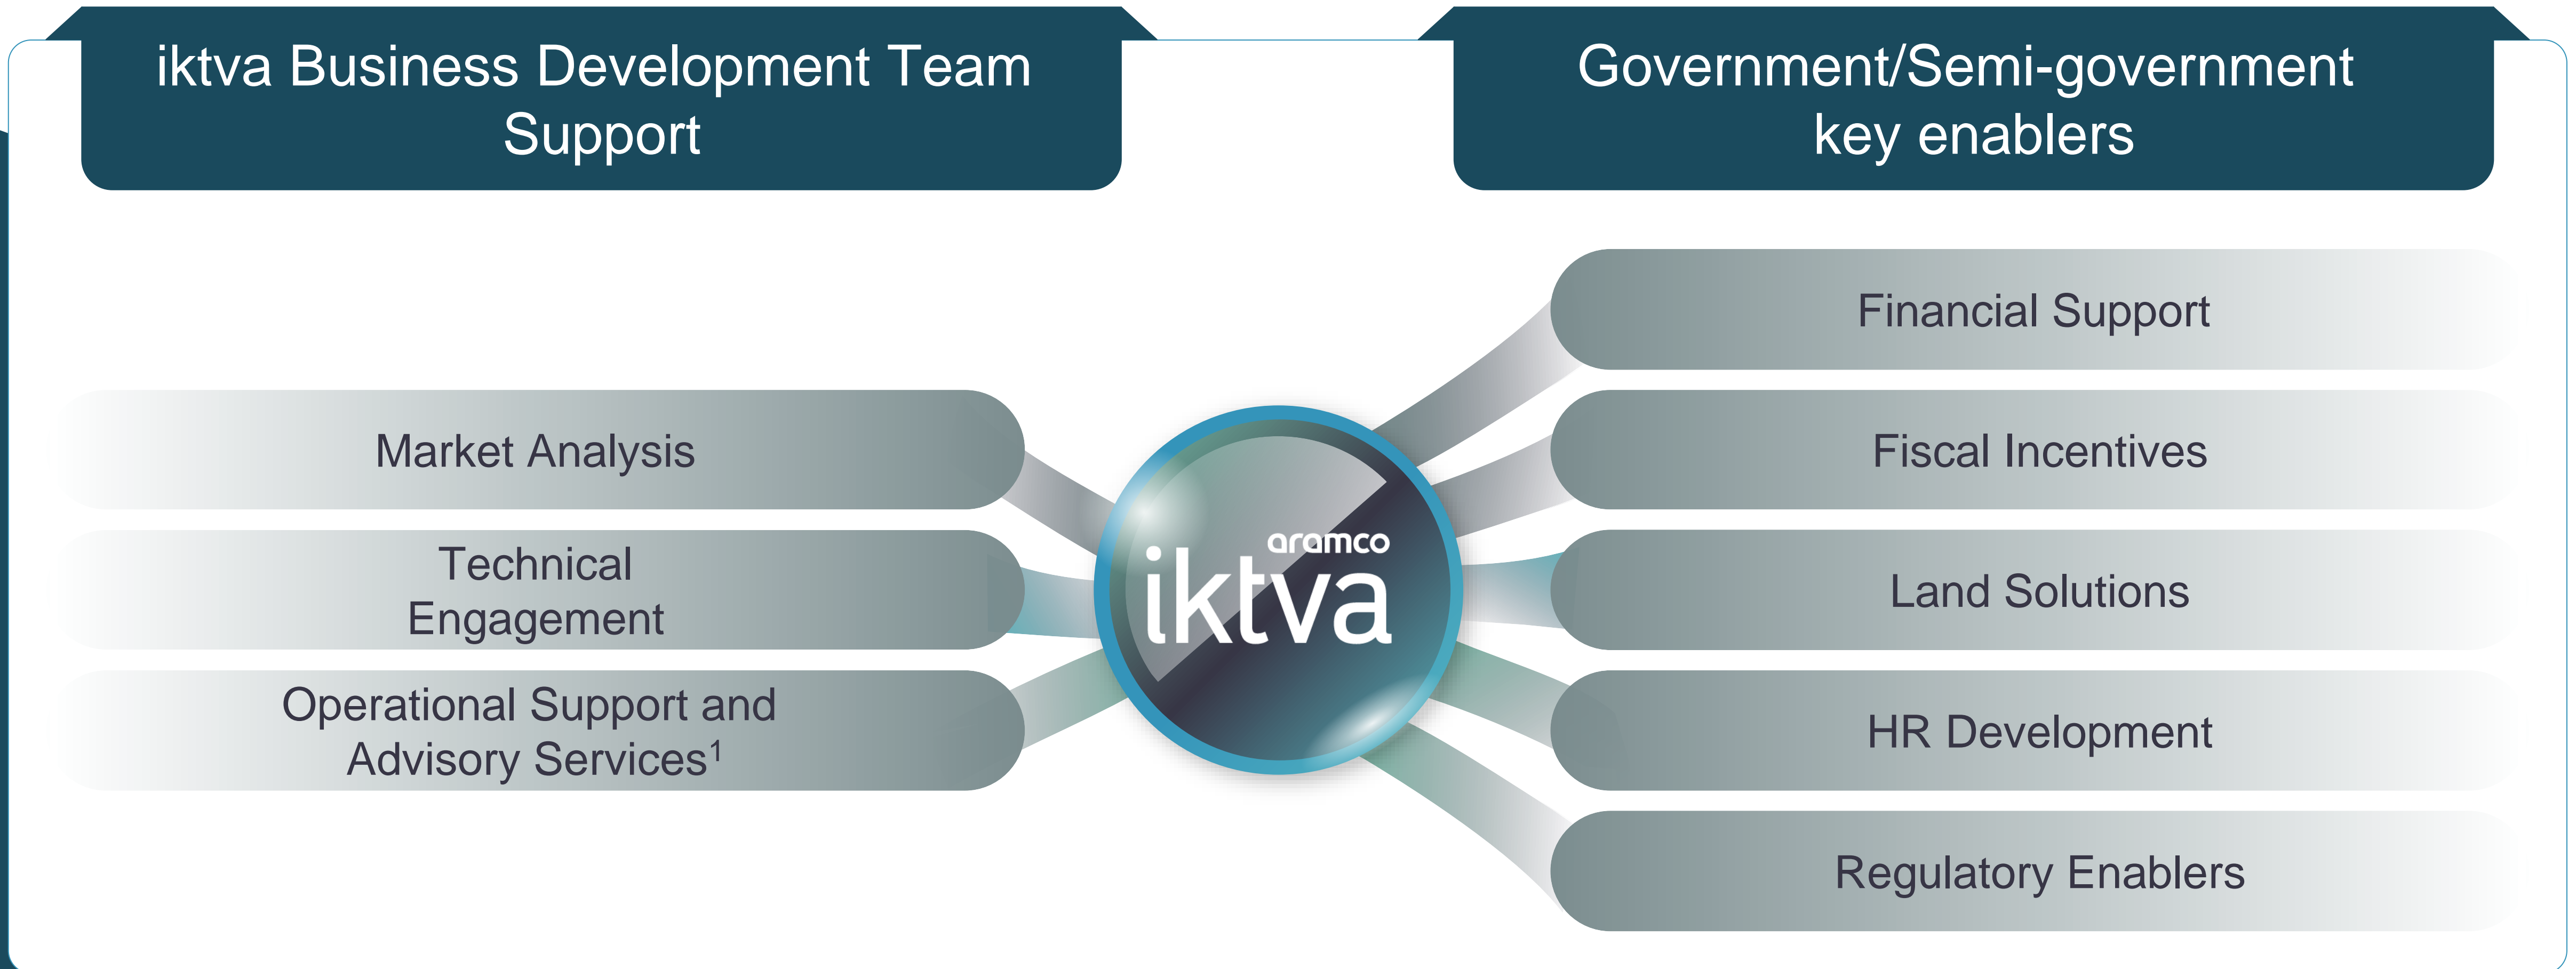 iktva Business Development Team
Support
Market Analysis
Technical
Engagement
Operational Support and
Advisory Services¹
aramco
iktva
Government/Semi-government
key enablers
Financial Support
Fiscal Incentives
Land Solutions
HR Development
Regulatory Enablers